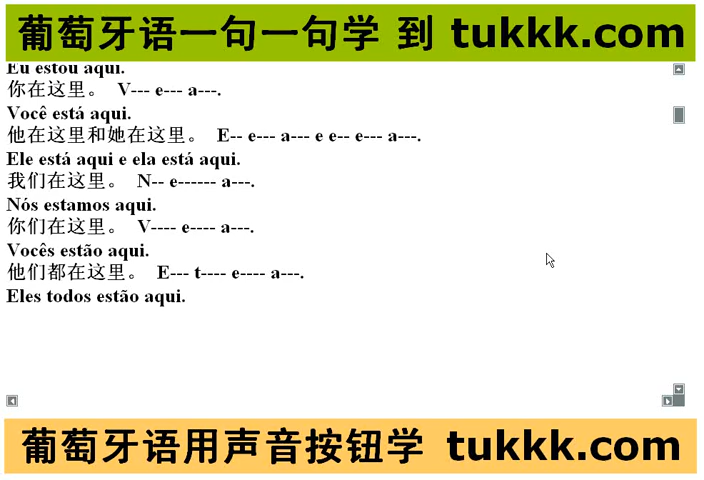 葡萄牙语一句一句学 到 tukkk.com
Eu estou aqui.
你在这里。 V--- e--- a---.
Você está aqui.
他在这里和她在这里。 E-- e--- a--- e e-- e--- a---.
Ele está aqui e ela está aqui.
我们在这里。 N-- e------ a---.
Nós estamos aqui.
你们在这里。 V---- e---- a---.
Vocês estão aqui.
他们都在这里。 E--- t---- e---- a---.
Eles todos estão aqui.
葡萄牙语用声音按钮学 tukkk.com